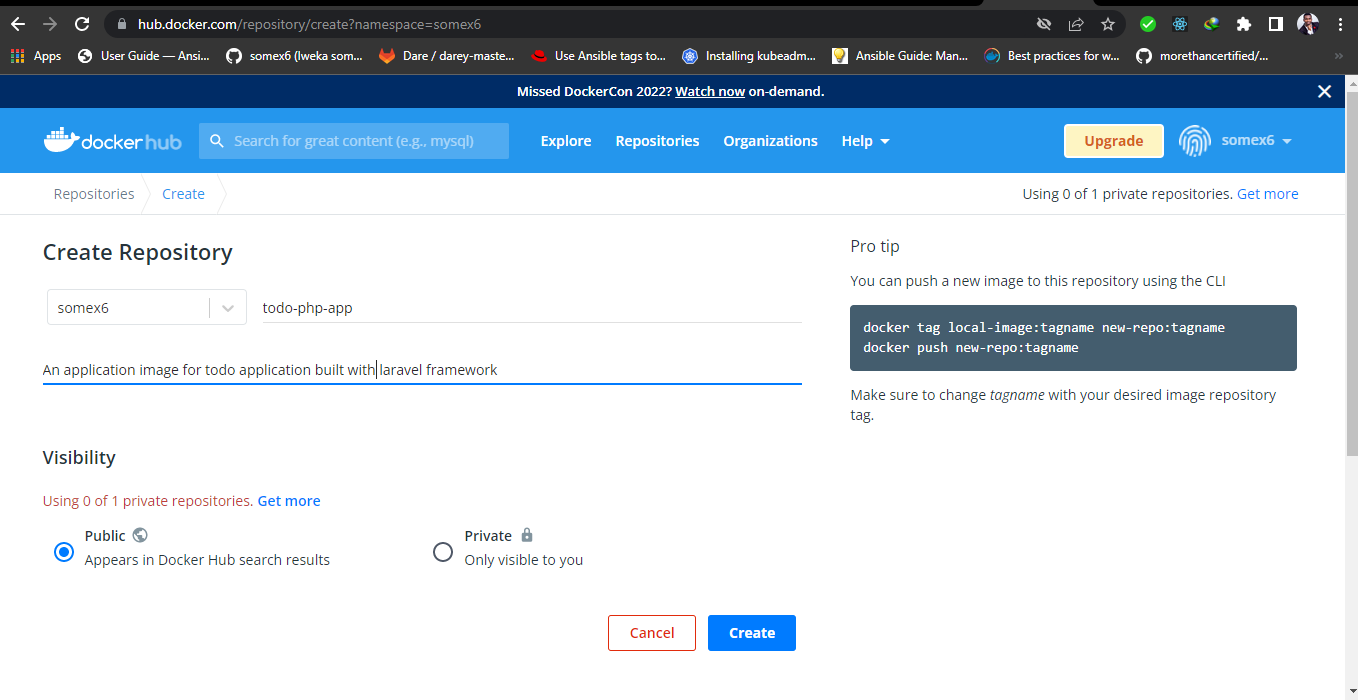 hub.docker.com/repository/create?namespace=somex6
Apps User Guide — Ansi... somex6 (Iweka som... Dare / darey-maste... Use Ansible tags to... Installing kubeadm... Ansible Guide: Man... Best practices for w... morethancertified/... »
Missed DockerCon 2022? Watch now on-demand.
dockerhub Search for great content (e.g., mysql) Explore Repositories Organizations Help Upgrade somex6
Repositories Create Using 0 of 1 private repositories. Get more
Create Repository
somex6 todo-php-app
An application image for todo application built with laravel framework
Visibility
Using 0 of 1 private repositories. Get more
Public
Appears in Docker Hub search results
Private
Only visible to you
Cancel Create
Pro tip
You can push a new image to this repository using the CLI
docker tag local-image:tagname new-repo:tagname
docker push new-repo:tagname
Make sure to change tagname with your desired image repository
tag.